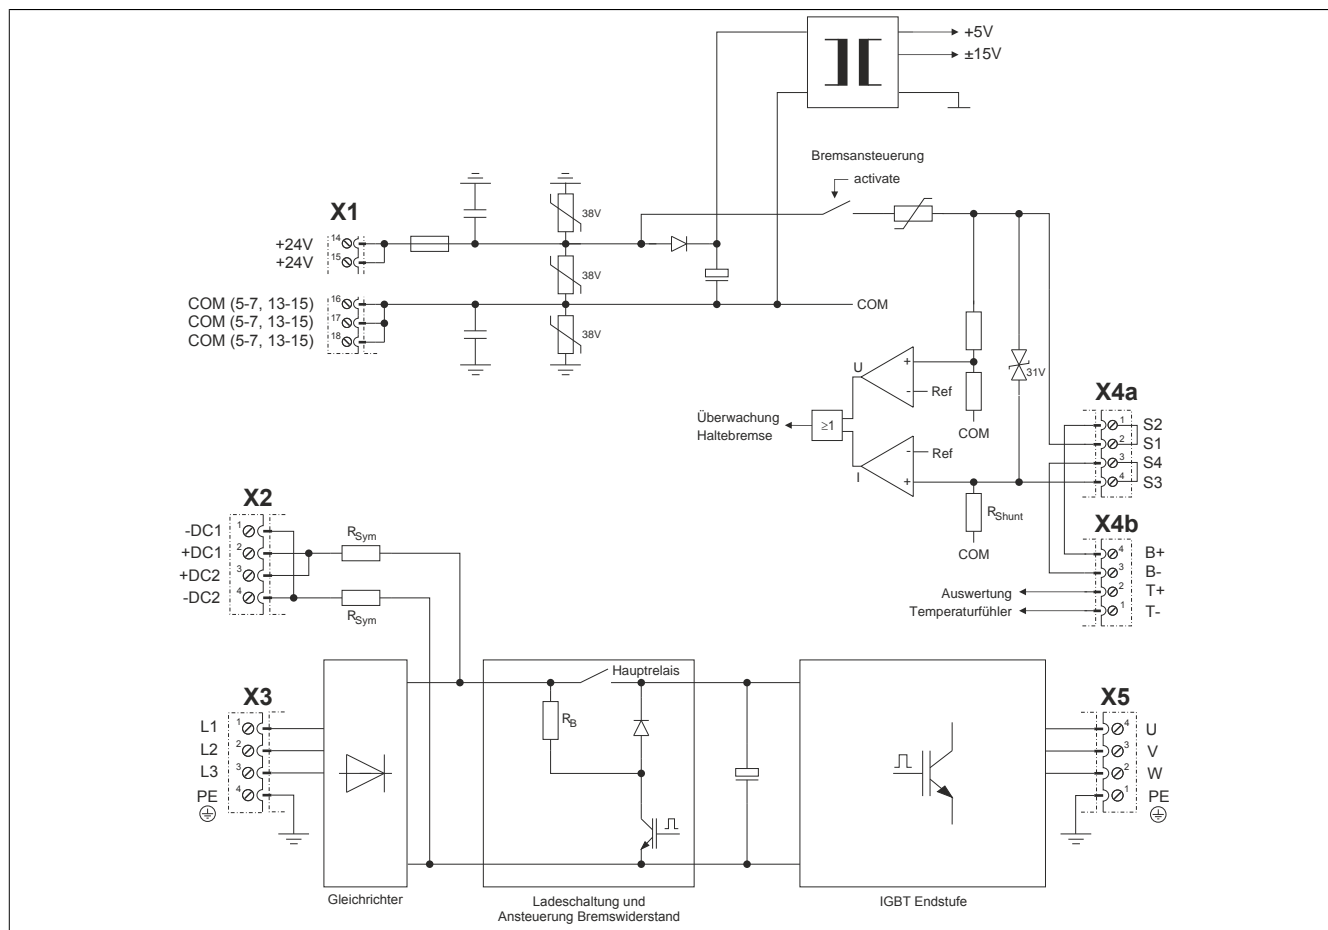 +5V
±15V
Bremsansteuerung
activate
X1
+24V 14
+24V 15
38V
38V
38V
COM (5-7, 13-15) 16
COM (5-7, 13-15) 17
COM (5-7, 13-15) 18
COM
U
+
-
Ref
COM
31V
Überwachung
Haltebremse
≥1
I
-
Ref
+
RShunt
COM
X4a
1 S2
2 S1
3 S4
4 S3
X4b
4 B+
3 B-
2 T+
1 T-
Auswertung
Temperaturfühler
X2
-DC1 1
+DC1 2
+DC2 3
-DC2 4
RSym
RSym
X3
L1 1
L2 2
L3 3
PE 4
Hauptrelais
RB
X5
4 U
3 V
2 W
1 PE
Gleichrichter
Ladeschaltung und
Ansteuerung Bremswiderstand
IGBT Endstufe